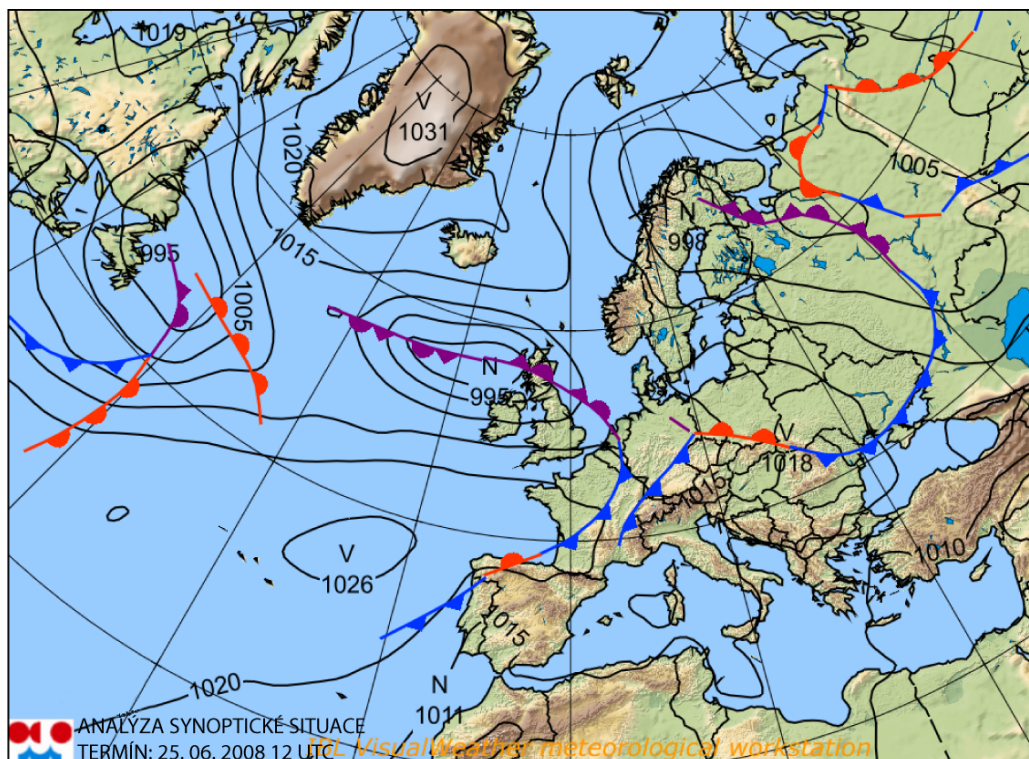 1019
V
1031
1020
1005
N
998
995
1015
1005
N
995
V
1018
1015
V
1026
1010
1015
1020
N
1011
ANALÝZA SYNOPTICKÉ SITUACE
TERMÍN: 25. 06. 2008 12 UTC
IBL VisualWeather meteorological workstation